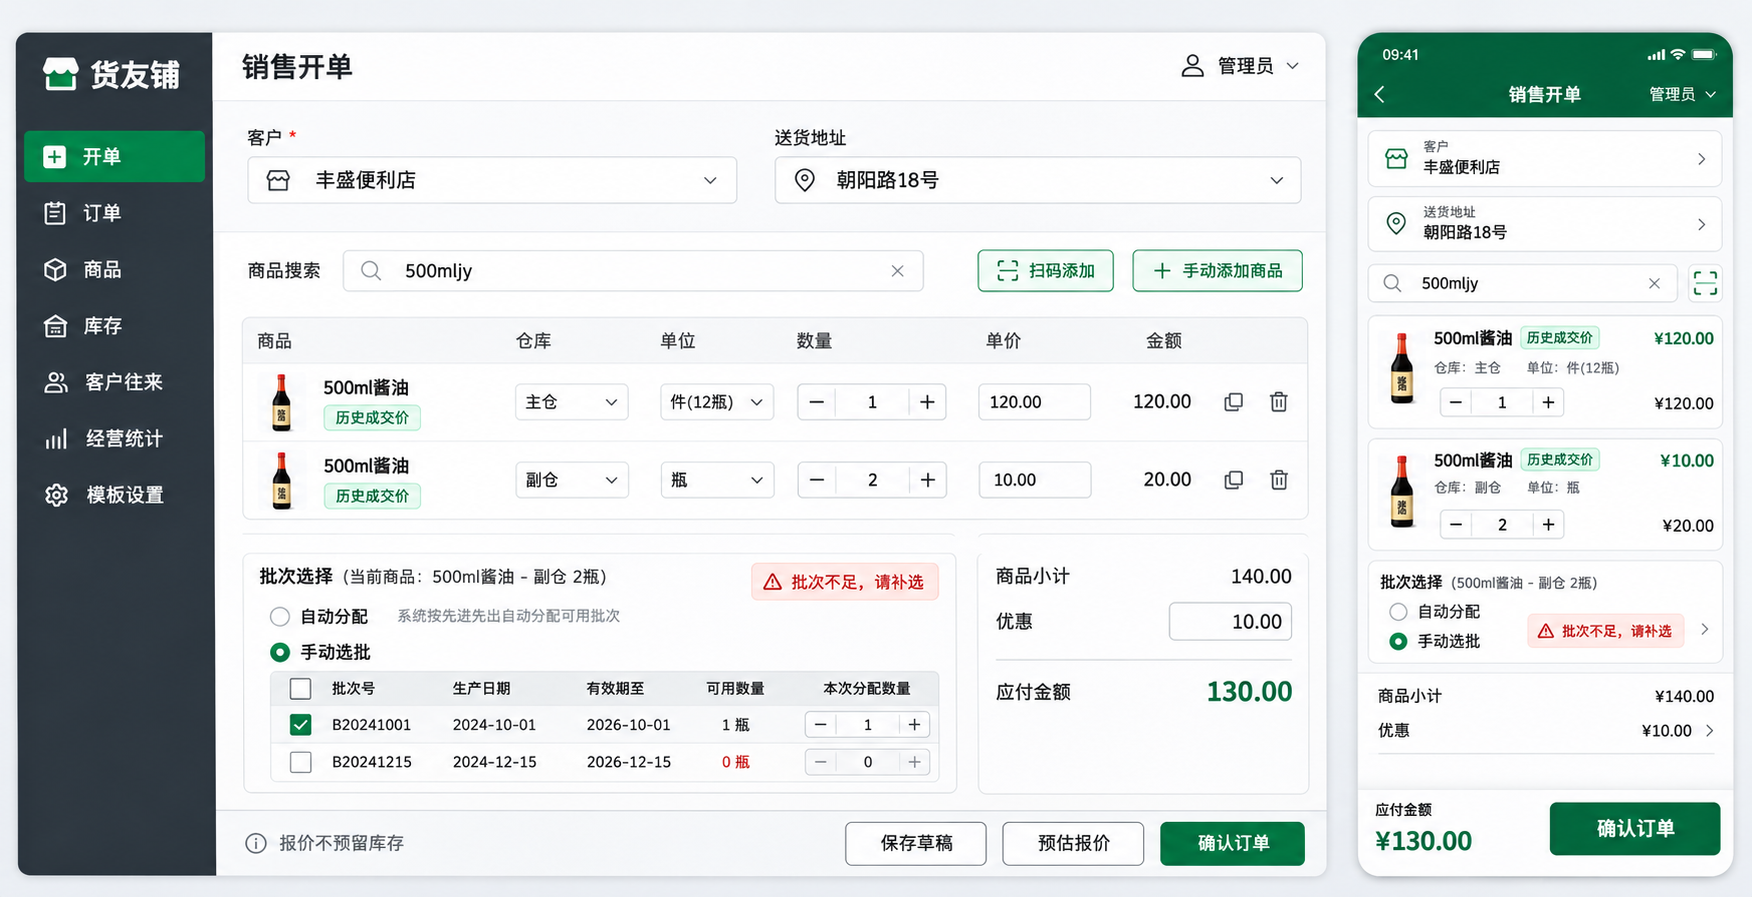 货友铺
开单
订单
商品
库存
客户往来
经营统计
模板设置
销售开单
管理员
客户 *
丰盛便利店
送货地址
朝阳路18号
商品搜索
500mljy
扫码添加
手动添加商品
商品 仓库 单位 数量 单价 金额
500ml酱油
历史成交价
主仓 件(12瓶) − 1 + 120.00 120.00
500ml酱油
历史成交价
副仓 瓶 − 2 + 10.00 20.00
批次选择 (当前商品：500ml酱油 - 副仓 2瓶)
批次不足，请补选
自动分配 系统按先进先出自动分配可用批次
手动选批
批次号 生产日期 有效期至 可用数量 本次分配数量
B20241001 2024-10-01 2026-10-01 1 瓶 − 1 +
B20241215 2024-12-15 2026-12-15 0 瓶 − 0 +
商品小计 140.00
优惠 10.00
应付金额 130.00
报价不预留库存
保存草稿
预估报价
确认订单
09:41
销售开单
管理员
客户
丰盛便利店
送货地址
朝阳路18号
500mljy
500ml酱油 历史成交价 ¥120.00
仓库：主仓 单位：件(12瓶)
− 1 + ¥120.00
500ml酱油 历史成交价 ¥10.00
仓库：副仓 单位：瓶
− 2 + ¥20.00
批次选择 (500ml酱油 - 副仓 2瓶)
自动分配
手动选批
批次不足，请补选
商品小计 ¥140.00
优惠 ¥10.00
应付金额
¥130.00
确认订单